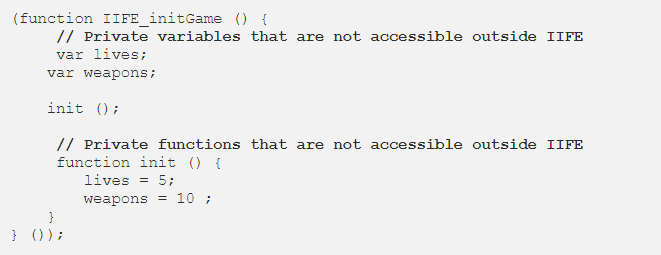 (function IIFE_initGame () {
// Private variables that are not accessible outside IIFE
var lives;
var weapons;
init ();
// Private functions that are not accessible outside IIFE
function init () {
lives = 5;
weapons = 10 ;
}
} ());